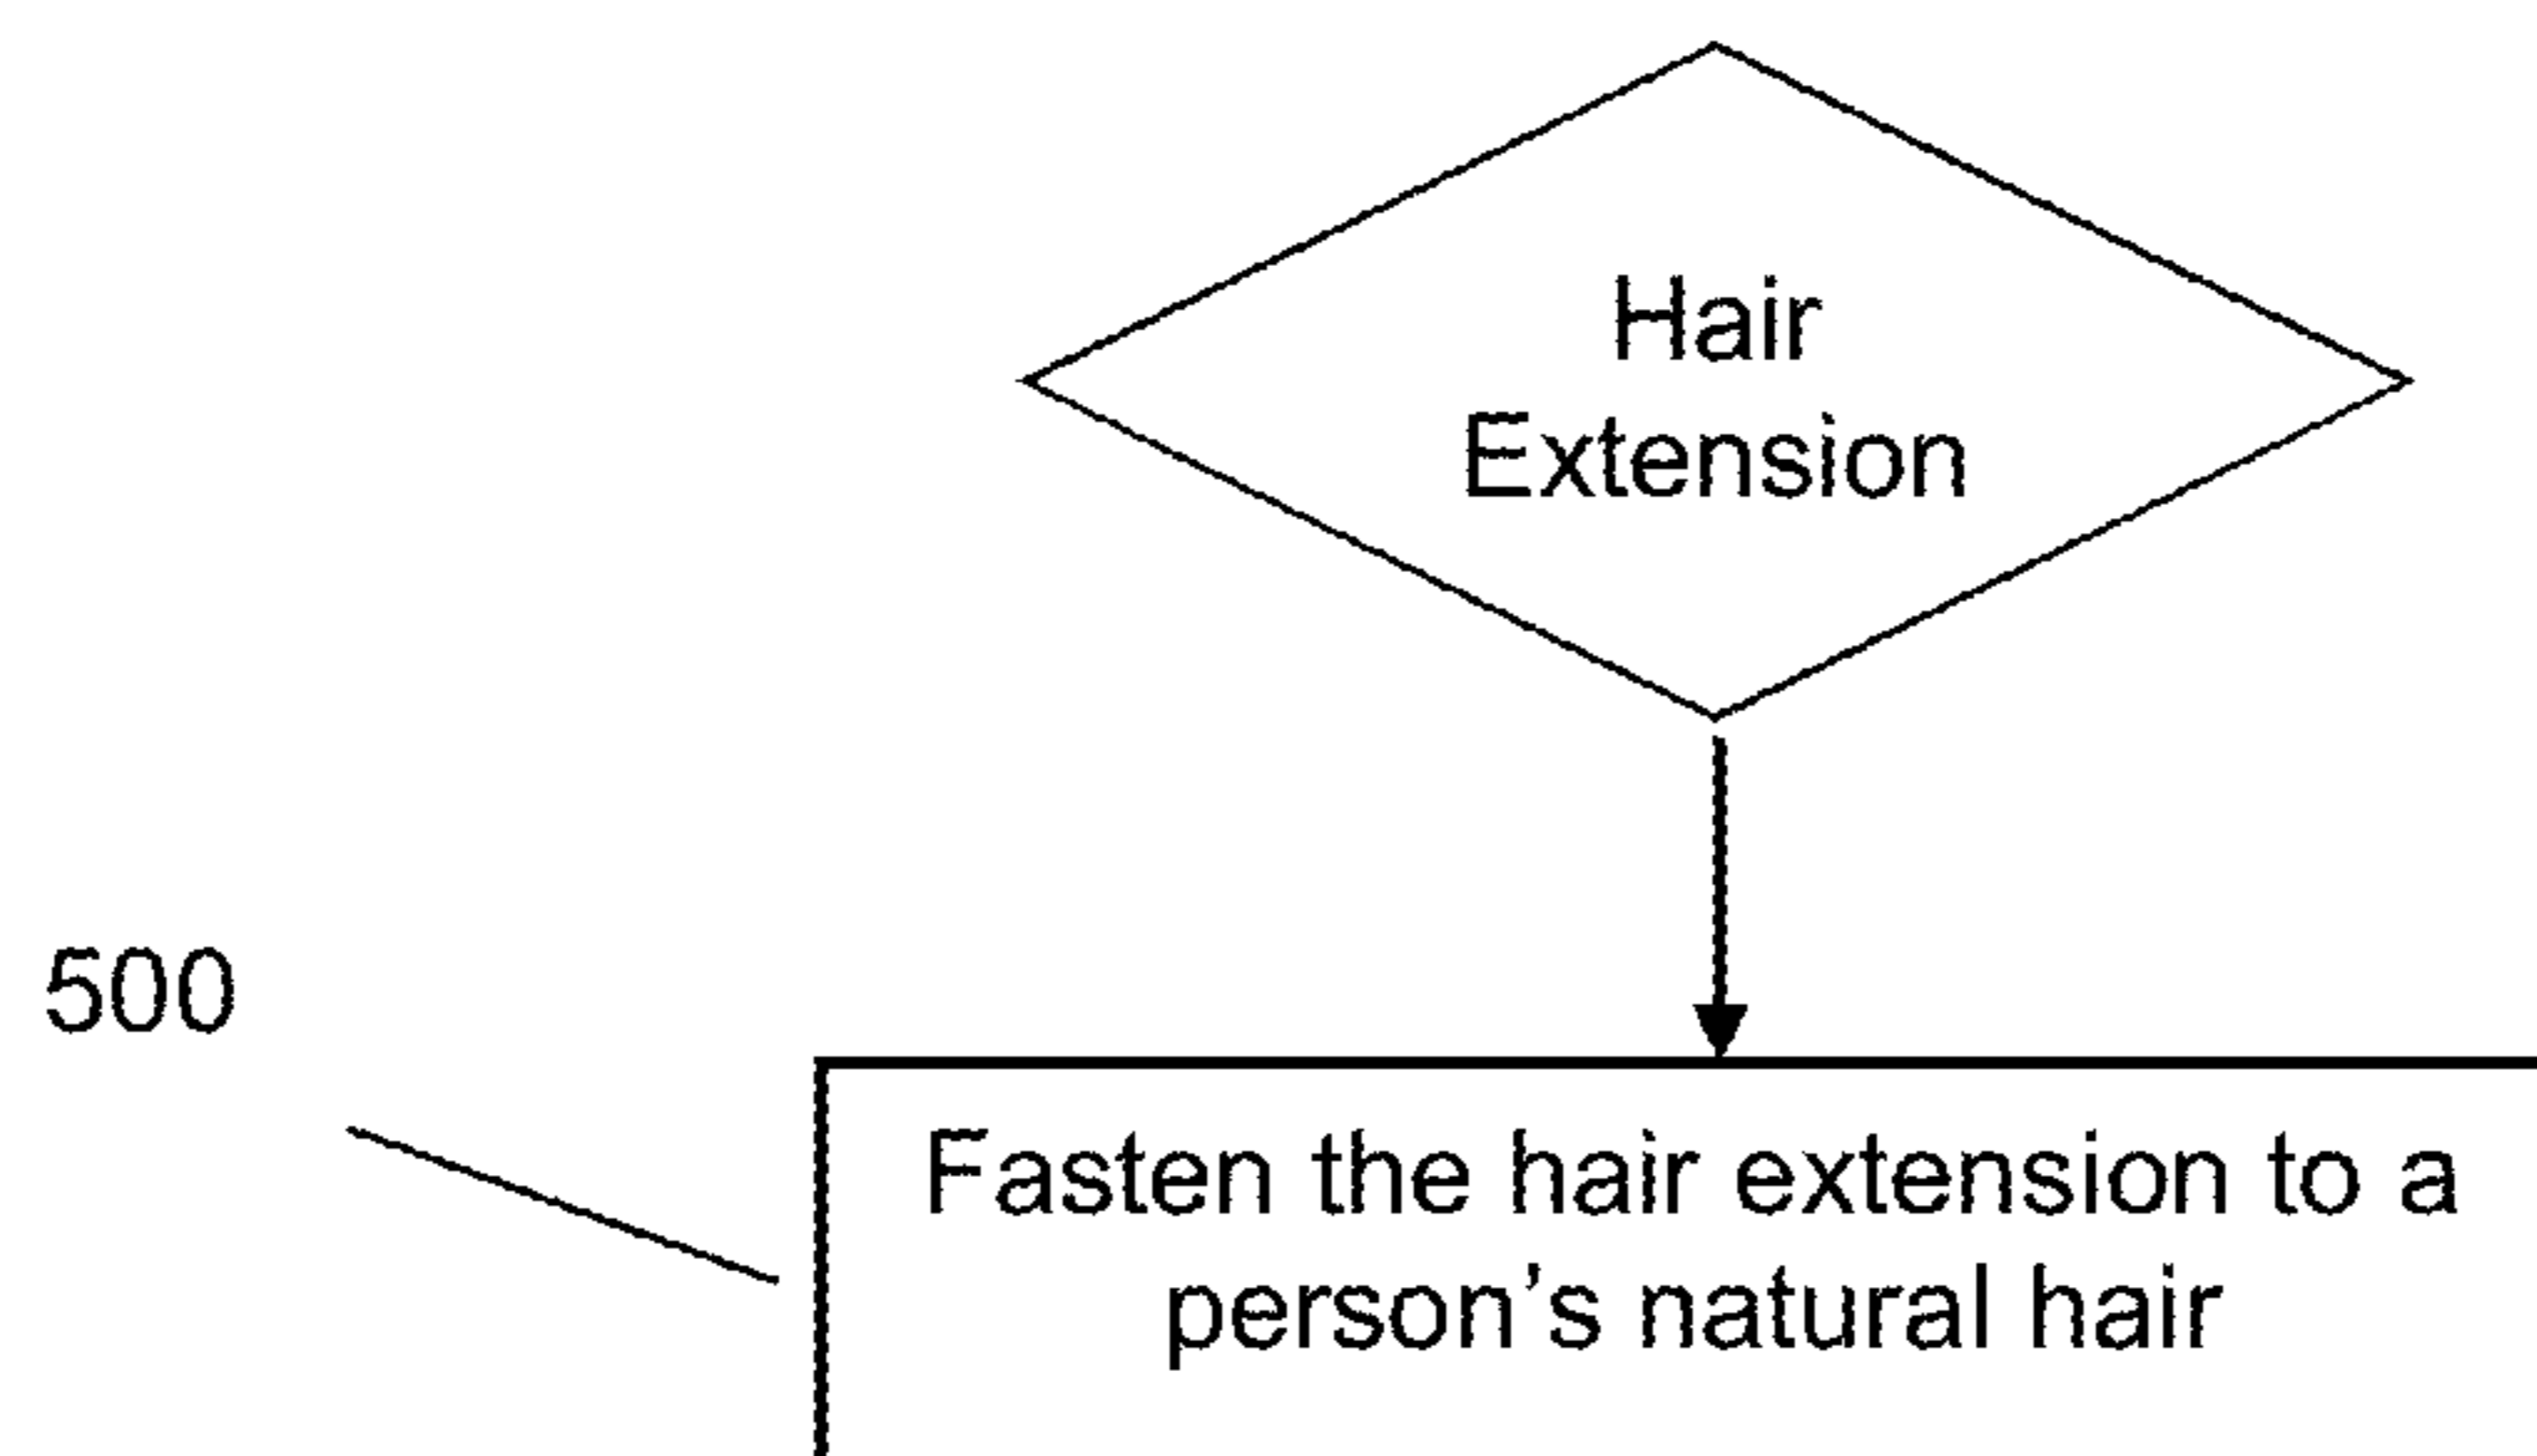 Hair
Extension
500
Fasten the hair extension to a
person's natural hair